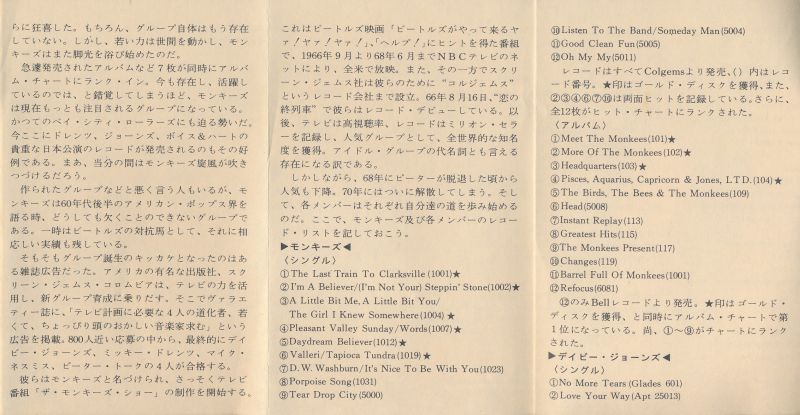 らに狂喜した。もちろん、グループ自体はもう存在
していない。しかし、若い力は世間を動かし、モン
キーズはまた脚光を浴び始めたのだ。
急遽発売されたアルバムなど７枚が同時にアルバ
ム・チャートにランク・イン。今も存在し、活躍し
ているのでは、と錯覚してしまうほど、モンキーズ
は現在もっとも注目されるグループになっている。
かつてのベイ・シティ・ローラーズにも迫る勢いだ。
今ここにドレンツ、ジョーンズ、ボイス＆ハートの
貴重な日本公演のレコードが発売されるのもその好
例である。まあ、当分の間はモンキーズ旋風が吹き
つづけるだろう。
作られたグループなどと悪く言う人もいるが、モ
ンキーズは60年代後半のアメリカン・ポップス界を
語る時、どうしても欠くことのできないグループで
ある。一時はビートルズの対抗馬として、それに相
応しい実績も残している。
そもそもグループ誕生のキッカケとなったのはあ
る雑誌広告だった。アメリカの有名な出版社、スク
リーン・ジェムス・コロムビアは、テレビの力を活
用し、新グループ育成に乗りだす。そこでヴァラエ
ティー誌に、「テレビ計画に必要な４人の道化者、若
くて、ちょっぴり頭のおかしい音楽家求む」という
広告を掲載。800人近い応募の中から、最終的にデイ
ビー・ジョーンズ、ミッキー・ドレンツ、マイク・
ネスミス、ピーター・トークの４人が合格する。
彼らはモンキーズと名づけられ、さっそくテレビ
番組「ザ・モンキーズ・ショー」の制作を開始する。
これはビートルズ映画「ビートルズがやって来るヤ
ァ！ヤァ！ヤァ！」、「ヘルプ！」にヒントを得た番組
で、1966年９月より68年６月までＮＢＣテレビのネ
ットにより、全米で放映。また、その一方でスクリ
ーン・ジェムス社は彼らのために“コルジェムス”
というレコード会社まで設立。66年８月16日、“恋の
終列車”で彼らはレコード・デビューしている。以
後、テレビは高視聴率、レコードはミリオン・セラ
ーを記録し、人気グループとして、全世界的な知名
度を獲得。アイドル・グループの代名詞とも言える
存在になる訳である。
しかしながら、68年にピーターが脱退した頃から
人気も下降。70年にはついに解散してしまう。そし
て、各メンバーはそれぞれ自分達の道を歩み始める
のだ。ここで、モンキーズ及び各メンバーのレコー
ド・リストを記しておこう。
▶モンキーズ◀
〈シングル〉
①The Last Train To Clarksville (1001)★
②I'm A Believer/(I'm Not Your) Steppin' Stone(1002)★
③A Little Bit Me, A Little Bit You/
The Girl I Knew Somewhere (1004)★
④Pleasant Valley Sunday/Words(1007)★
⑤Daydream Believer(1012)★
⑥Valleri/Tapioca Tundra(1019)★
⑦D.W. Washburn/It's Nice To Be With You(1023)
⑧Porpoise Song(1031)
⑨Tear Drop City(5000)
⑩Listen To The Band/Someday Man(5004)
⑪Good Clean Fun(5005)
⑫Oh My My(5011)
レコードはすべてColgemsより発売、( )内はレコ
ード番号。★印はゴールド・ディスクを獲得、また、
②③④⑥⑦⑩は両面ヒットを記録している。さらに、
全12枚がヒット・チャートにランクされた。
〈アルバム〉
①Meet The Monkees(101)★
②More Of The Monkees(102)★
③Headquarters(103)★
④Pisces, Aquarius, Capricorn & Jones, LTD.(104)★
⑤The Birds, The Bees & The Monkees(109)
⑥Head(5008)
⑦Instant Replay(113)
⑧Greatest Hits(115)
⑨The Monkees Present(117)
⑩Changes(119)
⑪Barrel Full Of Monkees(1001)
⑫Refocus(6081)
⑫のみBellレコードより発売。★印はゴールド・
ディスクを獲得、と同時にアルバム・チャートで第
１位になっている。尚、①～⑨がチャートにランク
された。
▶デイビー・ジョーンズ◀
〈シングル〉
①No More Tears (Glades 601)
②Love Your Way (Apt 25013)